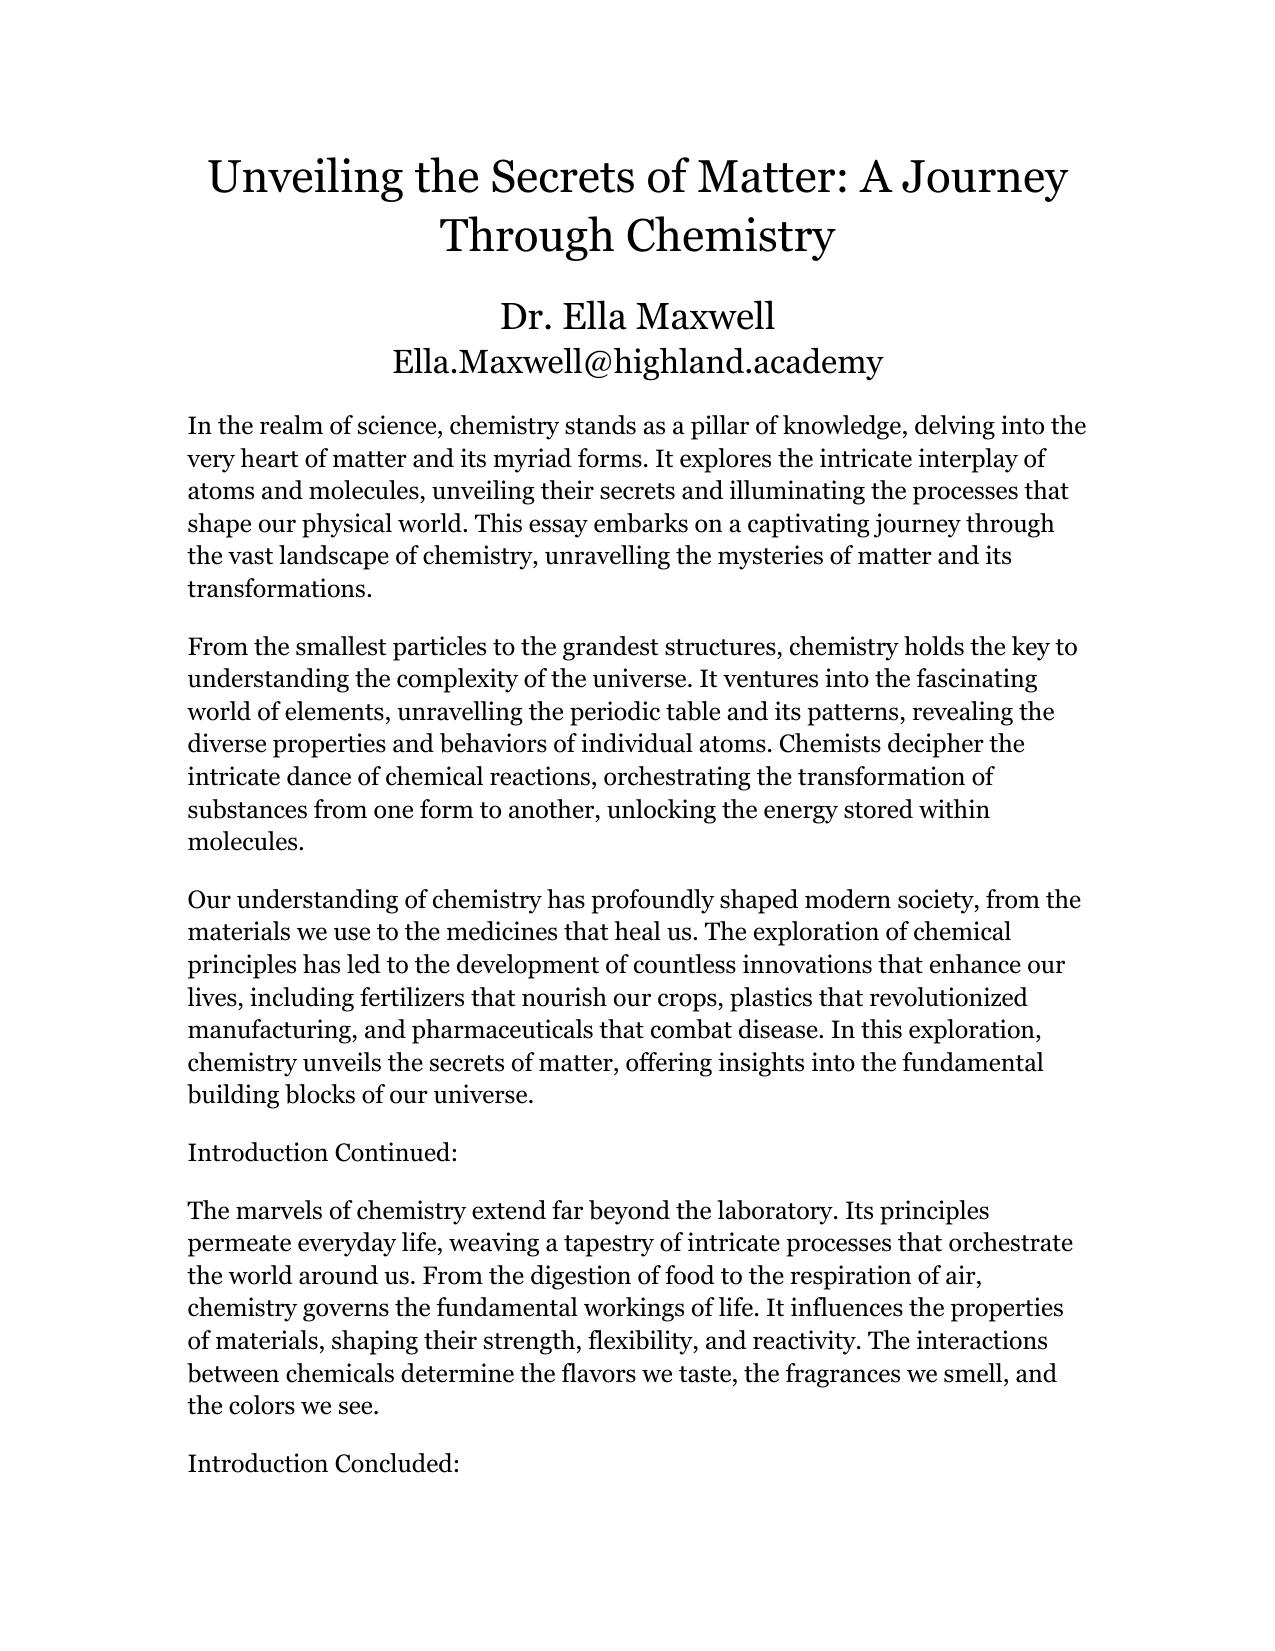 Unveiling the Secrets of Matter: A Journey
Through Chemistry
Dr. Ella Maxwell
Ella.Maxwell@highland.academy
In the realm of science, chemistry stands as a pillar of knowledge, delving into the
very heart of matter and its myriad forms. It explores the intricate interplay of
atoms and molecules, unveiling their secrets and illuminating the processes that
shape our physical world. This essay embarks on a captivating journey through
the vast landscape of chemistry, unravelling the mysteries of matter and its
transformations.
From the smallest particles to the grandest structures, chemistry holds the key to
understanding the complexity of the universe. It ventures into the fascinating
world of elements, unravelling the periodic table and its patterns, revealing the
diverse properties and behaviors of individual atoms. Chemists decipher the
intricate dance of chemical reactions, orchestrating the transformation of
substances from one form to another, unlocking the energy stored within
molecules.
Our understanding of chemistry has profoundly shaped modern society, from the
materials we use to the medicines that heal us. The exploration of chemical
principles has led to the development of countless innovations that enhance our
lives, including fertilizers that nourish our crops, plastics that revolutionized
manufacturing, and pharmaceuticals that combat disease. In this exploration,
chemistry unveils the secrets of matter, offering insights into the fundamental
building blocks of our universe.
Introduction Continued:
The marvels of chemistry extend far beyond the laboratory. Its principles
permeate everyday life, weaving a tapestry of intricate processes that orchestrate
the world around us. From the digestion of food to the respiration of air,
chemistry governs the fundamental workings of life. It influences the properties
of materials, shaping their strength, flexibility, and reactivity. The interactions
between chemicals determine the flavors we taste, the fragrances we smell, and
the colors we see.
Introduction Concluded: